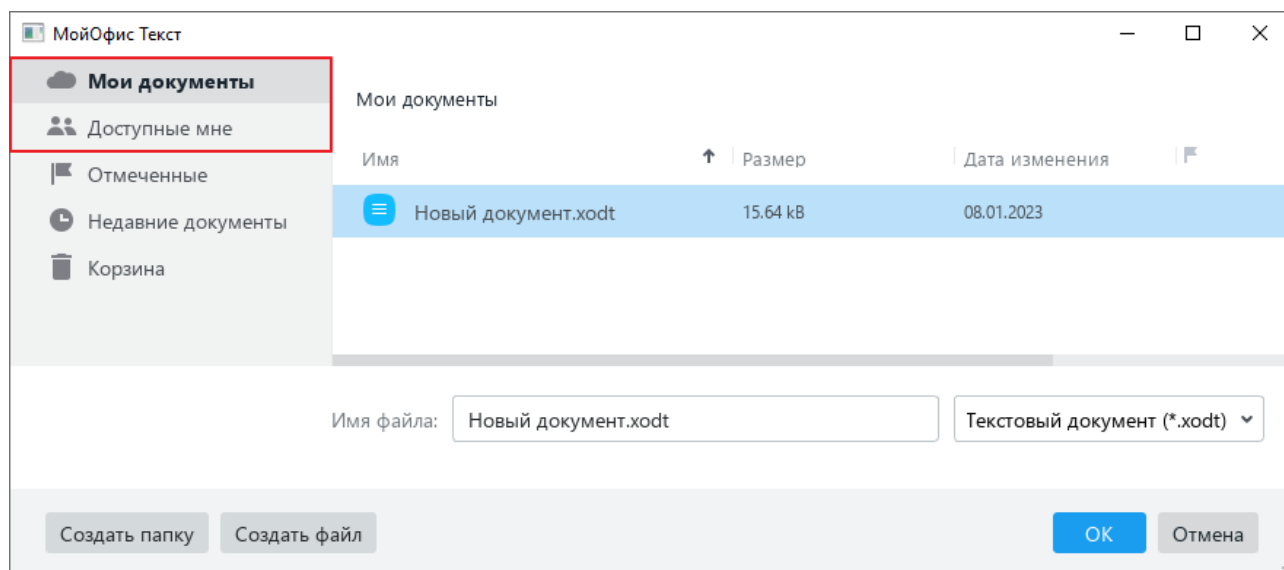 МойОфис Текст
Мои документы
Доступные мне
Отмеченные
Недавние документы
Корзина
Мои документы
Имя Размер Дата изменения
Новый документ.xodt 15.64 kB 08.01.2023
Имя файла: Новый документ.xodt Текстовый документ (*.xodt)
Создать папку Создать файл OK Отмена